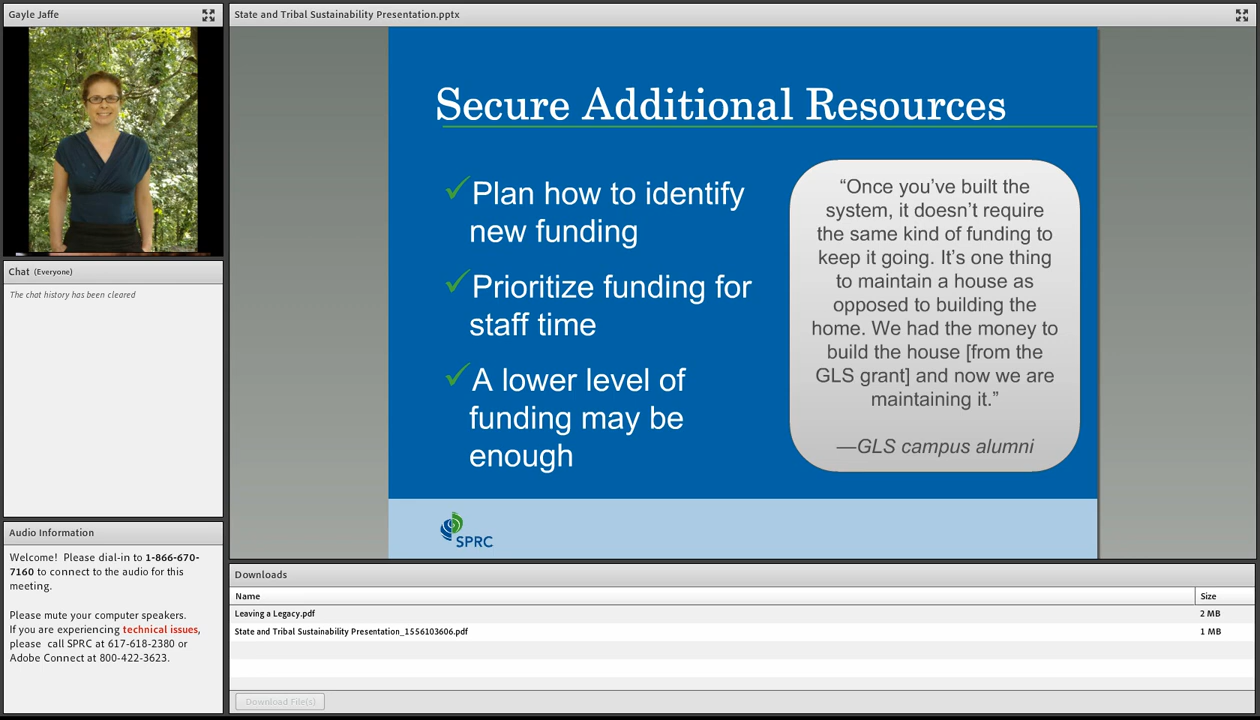 Gayle Jaffe
State and Tribal Sustainability Presentation.pptx
Secure Additional Resources
✓Plan how to identify
new funding
✓Prioritize funding for
staff time
✓A lower level of
funding may be
enough
“Once you’ve built the
system, it doesn’t require
the same kind of funding to
keep it going. It’s one thing
to maintain a house as
opposed to building the
home. We had the money to
build the house [from the
GLS grant] and now we are
maintaining it.”
—GLS campus alumni
SPRC
Chat (Everyone)
The chat history has been cleared
Audio Information
Welcome! Please dial-in to 1-866-670-
7160 to connect to the audio for this
meeting.
Please mute your computer speakers.
If you are experiencing technical issues,
please call SPRC at 617-618-2380 or
Adobe Connect at 800-422-3623.
Downloads
Name Size
Leaving a Legacy.pdf 2 MB
State and Tribal Sustainability Presentation_1556103606.pdf 1 MB
Download File(s)